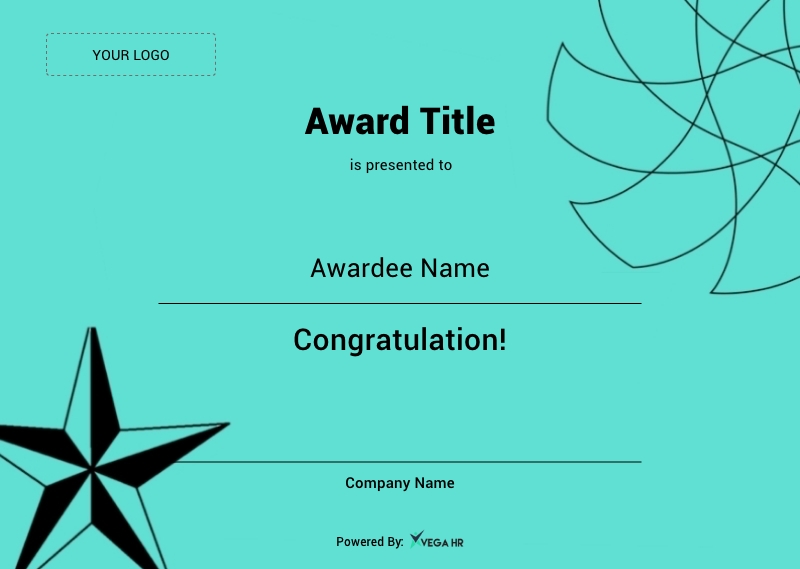 YOUR LOGO
Award Title
is presented to
Awardee Name
Congratulation!
Company Name
Powered By: VEGA HR